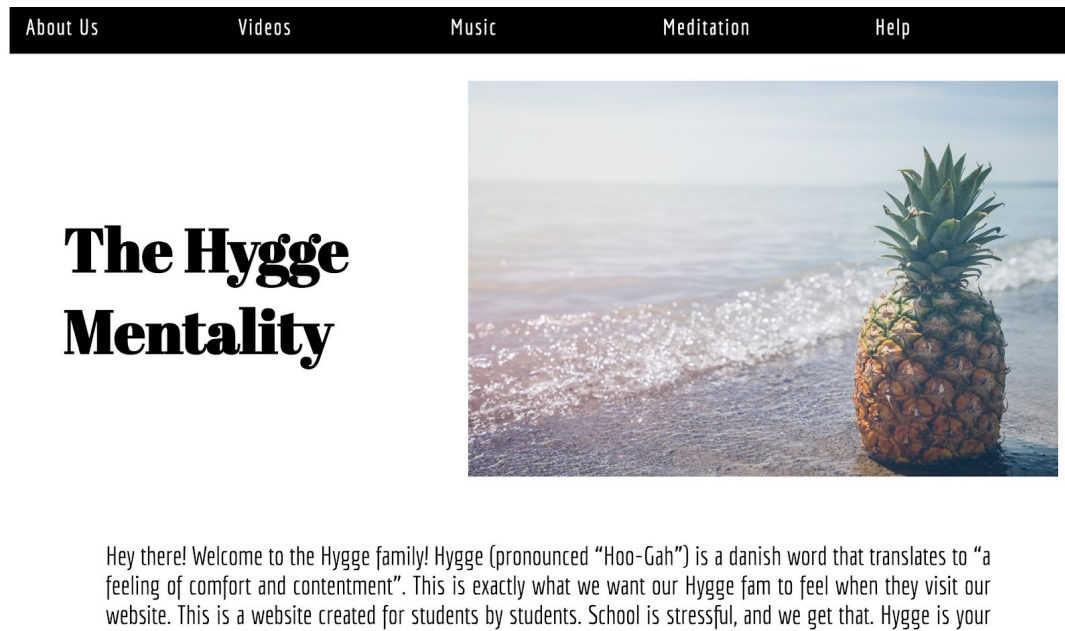 About Us Videos Music Meditation Help
The Hygge
Mentality
Hey there! Welcome to the Hygge family! Hygge (pronounced “Hoo-Gah”) is a danish word that translates to “a
feeling of comfort and contentment”. This is exactly what we want our Hygge fam to feel when they visit our
website. This is a website created for students by students. School is stressful, and we get that. Hygge is your